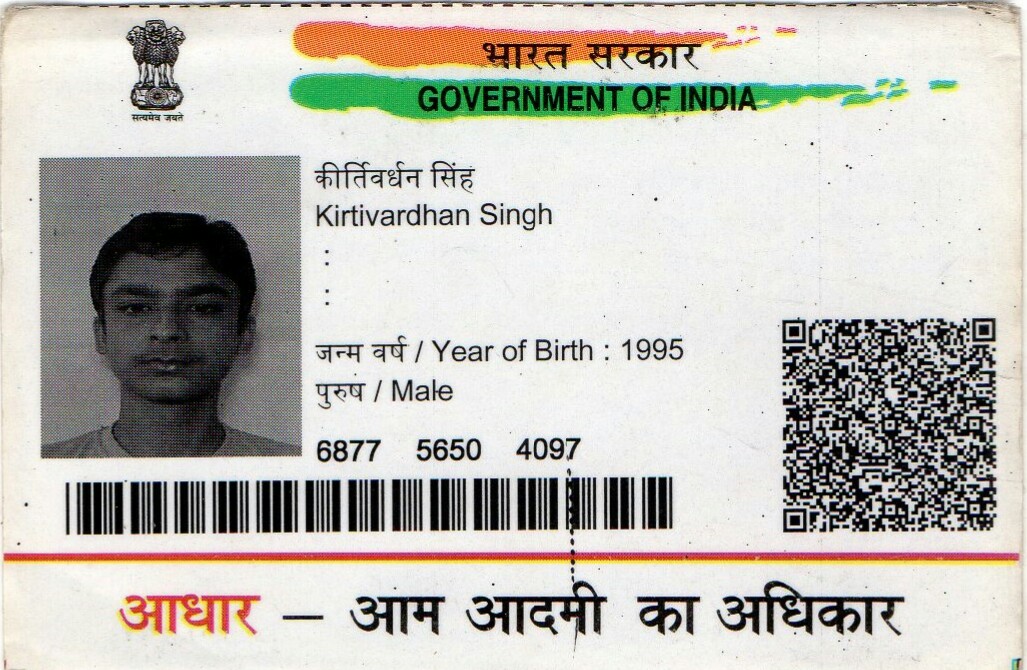 सत्यमेव जयते
भारत सरकार
GOVERNMENT OF INDIA
कीर्तिवर्धन सिंह
Kirtivardhan Singh
:
:
जन्म वर्ष / Year of Birth : 1995
पुरुष / Male
6877 5650 4097
आधार – आम आदमी का अधिकार